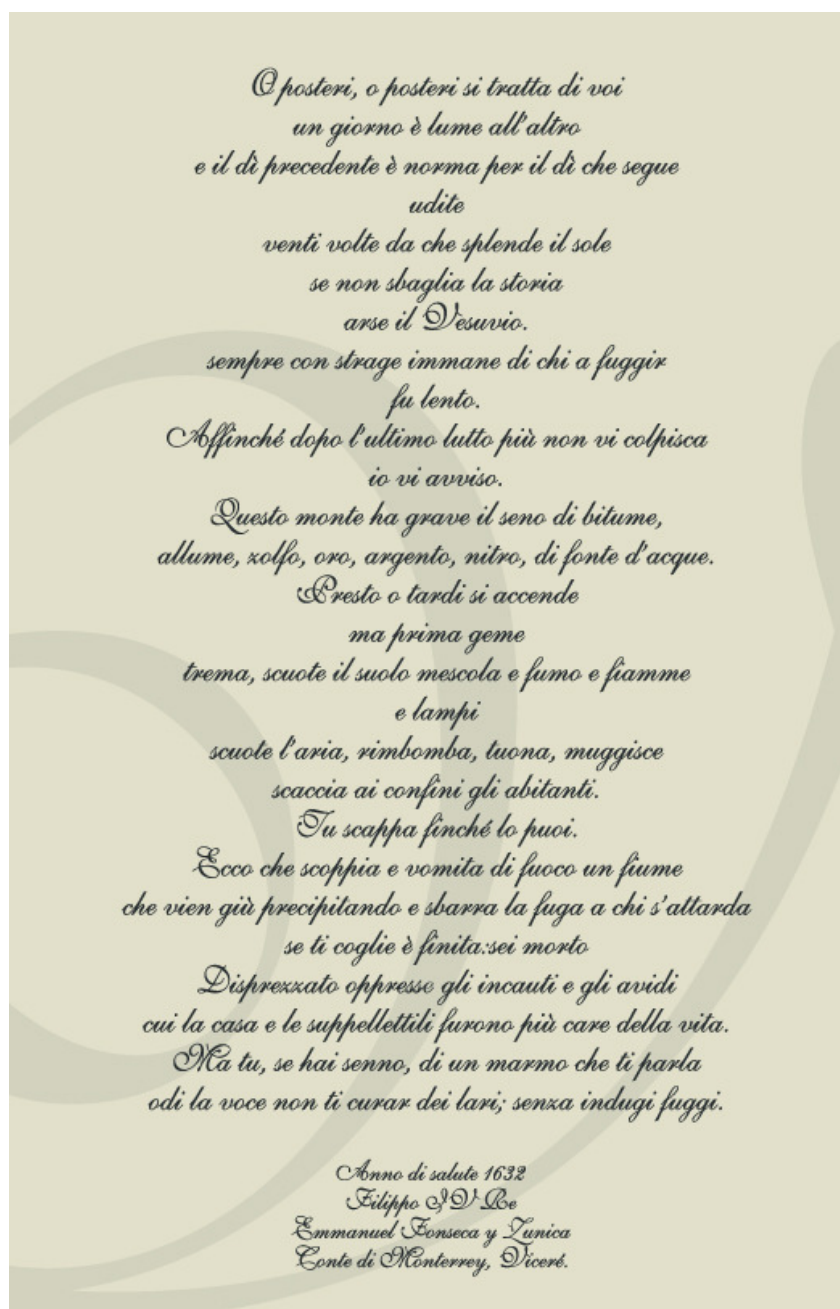 O posteri, o posteri si tratta di voi
un giorno è lume all'altro
e il dì precedente è norma per il dì che segue
udite
venti volte da che splende il sole
se non sbaglia la storia
arse il Vesuvio.
sempre con strage immane di chi a fuggir
fu lento.
Affinché dopo l'ultimo lutto più non vi colpisca
io vi avviso.
Questo monte ha grave il seno di bitume,
allume, zolfo, oro, argento, nitro, di fonte d'acque.
Presto o tardi si accende
ma prima geme
trema, scuote il suolo mescola e fumo e fiamme
e lampi
scuote l'aria, rimbomba, tuona, muggisce
scaccia ai confini gli abitanti.
Tu scappa finché lo puoi.
Ecco che scoppia e vomita di fuoco un fiume
che vien giù precipitando e sbarra la fuga a chi s'attarda
se ti coglie è finita:sei morto
Disprezzato oppresse gli incauti e gli avidi
cui la casa e le suppellettili furono più care della vita.
Ma tu, se hai senno, di un marmo che ti parla
odi la voce non ti curar dei lari; senza indugi fuggi.
Anno di salute 1632
Filippo IV Re
Emmanuel Fonseca y Zunica
Conte di Monterrey, Viceré.